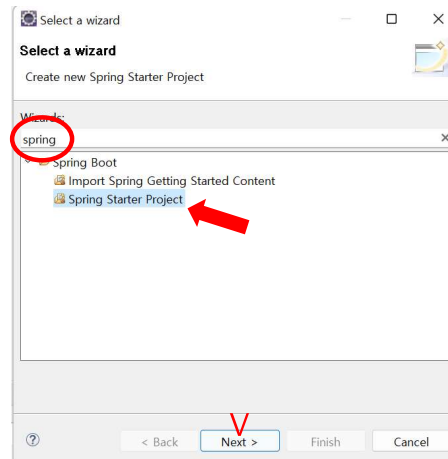 Select a wizard
Select a wizard
Create new Spring Starter Project
Wizards:
spring
Spring Boot
Import Spring Getting Started Content
Spring Starter Project
< Back Next > Finish Cancel